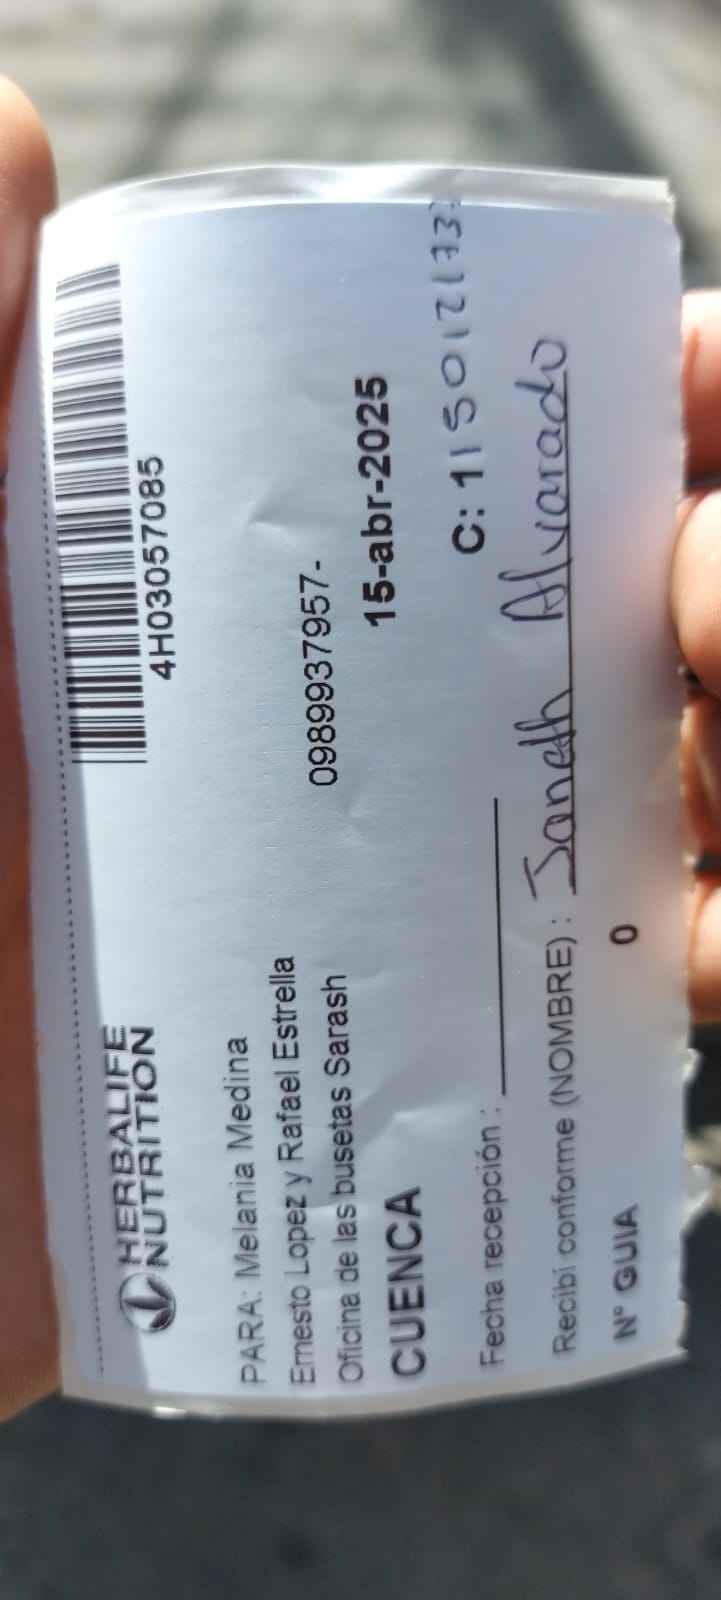 HERBALIFE
NUTRITION
4H03057085
PARA: Melania Medina
Ernesto Lopez y Rafael Estrella 0989937957-
Oficina de las busetas Sarash
CUENCA 15-abr-2025
Fecha recepción :
C: 1
Recibí conforme (NOMBRE) : Janeth Alvarado
N° GUIA 0